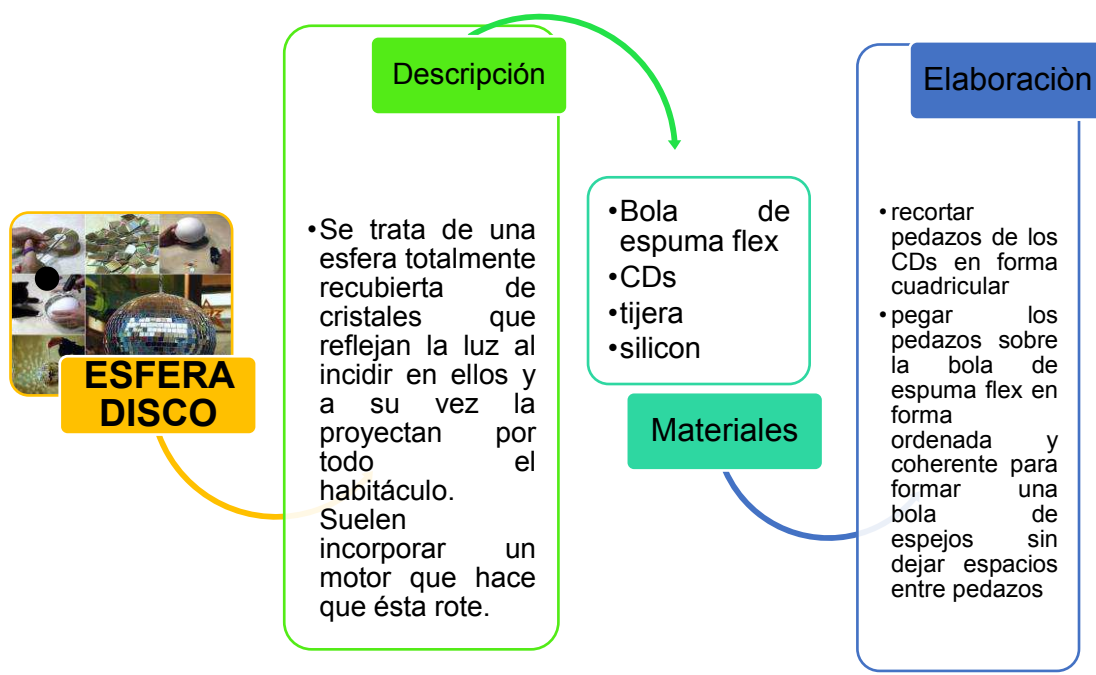 ESFERA
DISCO
Descripción
•Se trata de una
esfera totalmente
recubierta de
cristales que
reflejan la luz al
incidir en ellos y
a su vez la
proyectan por
todo el
habitáculo.
Suelen
incorporar un
motor que hace
que ésta rote.
•Bola de
espuma flex
•CDs
•tijera
•silicon
Materiales
Elaboraciòn
•recortar
pedazos de los
CDs en forma
cuadricular
•pegar los
pedazos sobre
la bola de
espuma flex en
forma
ordenada y
coherente para
formar una
bola de
espejos sin
dejar espacios
entre pedazos